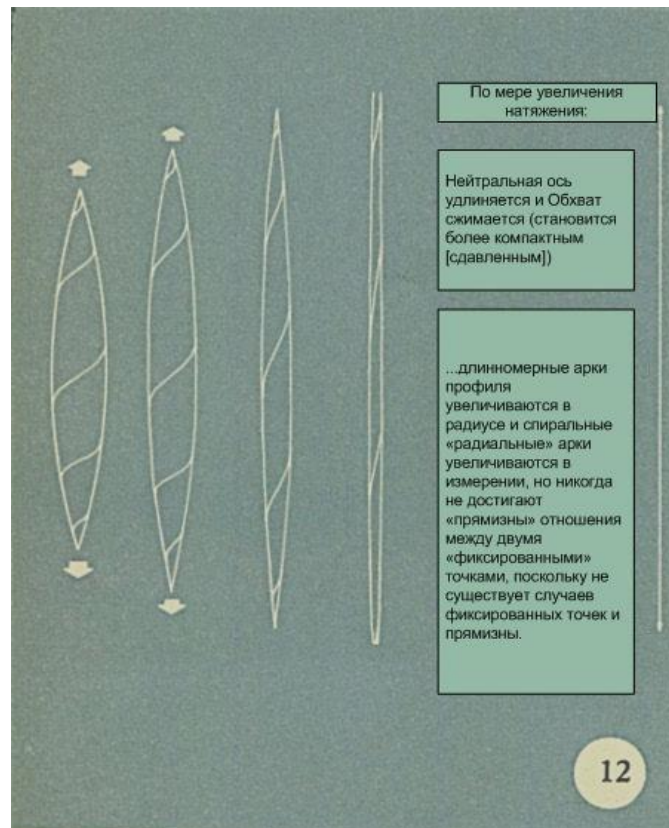 По мере увеличения
натяжения:
Нейтральная ось
удлиняется и Обхват
сжимается (становится
более компактным
[сдавленным])
...длинномерные арки
профиля
увеличиваются в
радиусе и спиральные
«радиальные» арки
увеличиваются в
измерении, но никогда
не достигают
«прямизны» отношения
между двумя
«фиксированными»
точками, поскольку не
существует случаев
фиксированных точек и
прямизны.
12